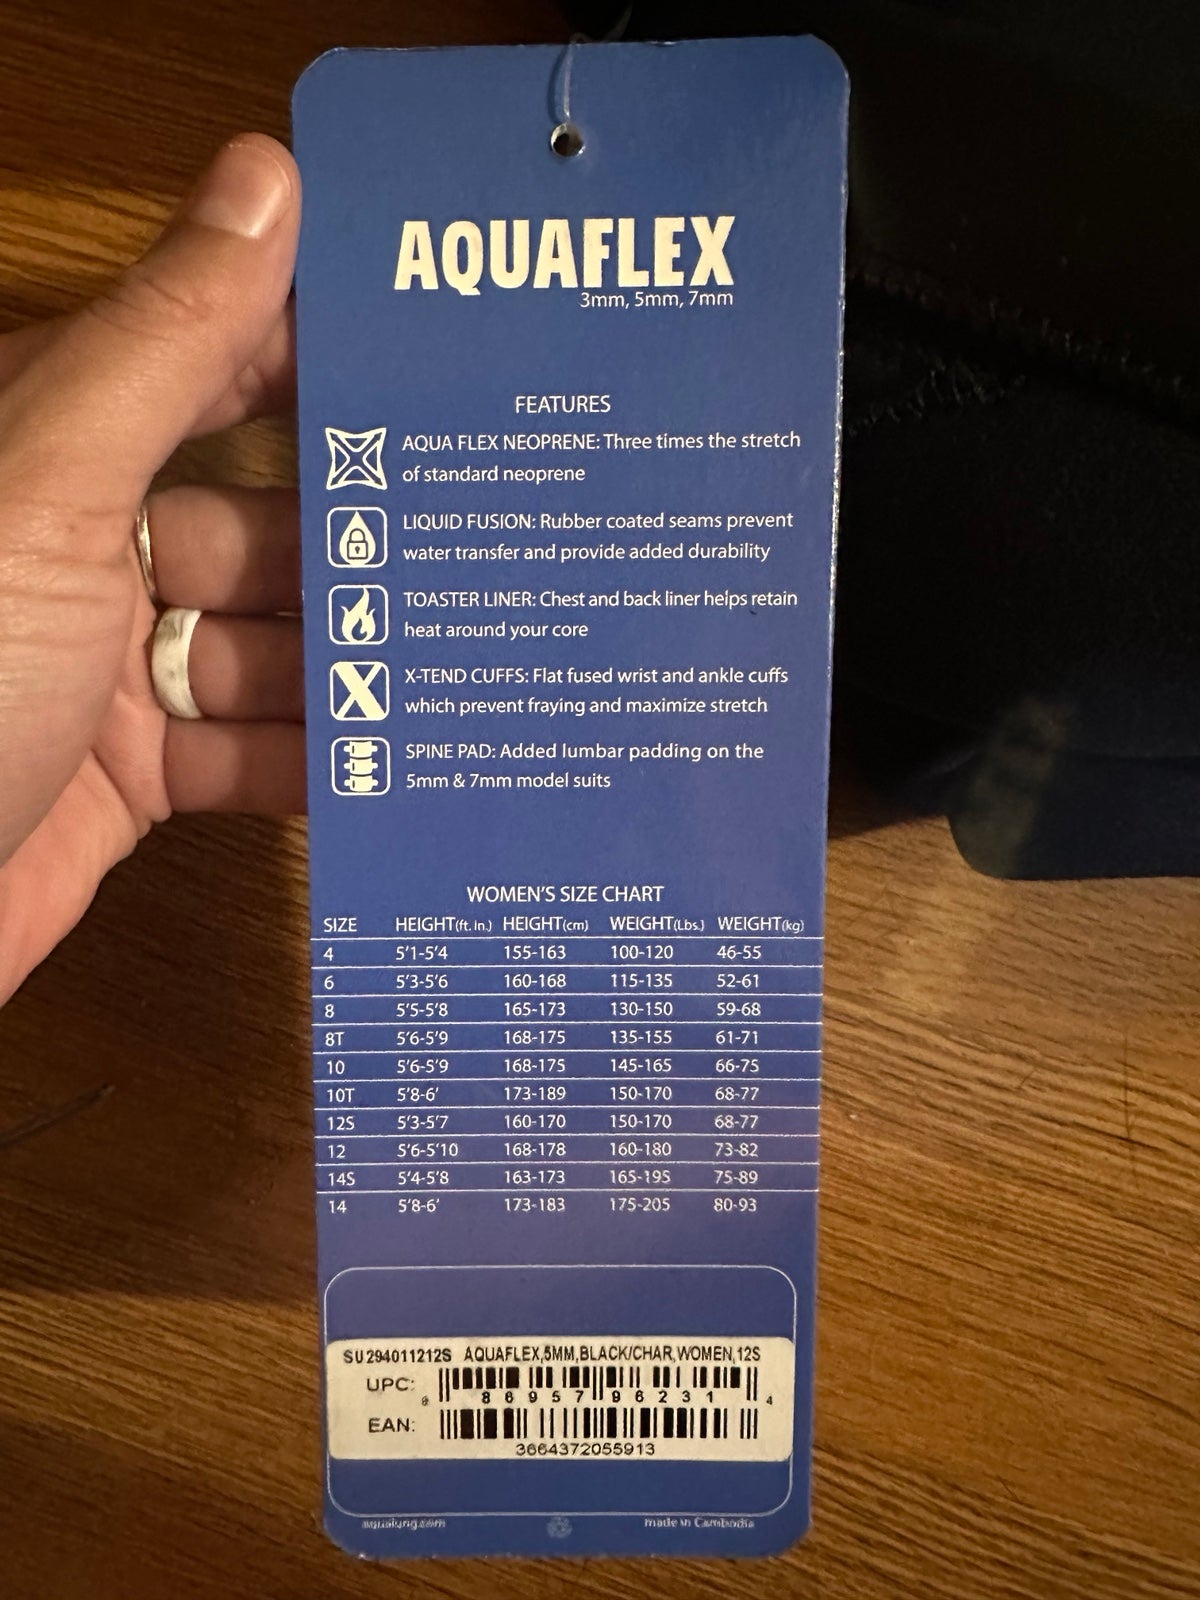 AQUAFLEX
3mm, 5mm, 7mm
FEATURES
AQUA FLEX NEOPRENE: Three times the stretch
of standard neoprene
LIQUID FUSION: Rubber coated seams prevent
water transfer and provide added durability
TOASTER LINER: Chest and back liner helps retain
heat around your core
X-TEND CUFFS: Flat fused wrist and ankle cuffs
which prevent fraying and maximize stretch
SPINE PAD: Added lumbar padding on the
5mm & 7mm model suits
WOMEN'S SIZE CHART
SIZE HEIGHT(ft. in.) HEIGHT(cm) WEIGHT(Lbs.) WEIGHT(kg)
4 5'1-5'4 155-163 100-120 46-55
6 5'3-5'6 160-168 115-135 52-61
8 5'5-5'8 165-173 130-150 59-68
8T 5'6-5'9 168-175 135-155 61-71
10 5'6-5'9 168-175 145-165 66-75
10T 5'8-6' 173-189 150-170 68-77
12S 5'3-5'7 160-170 150-170 68-77
12 5'6-5'10 168-178 160-180 73-82
14S 5'4-5'8 163-173 165-195 75-89
14 5'8-6' 173-183 175-205 80-93
SU294011212S AQUAFLEX,5MM,BLACK/CHAR,WOMEN,12S
UPC:
86957 96231 4
EAN:
3664372055913
aqualung.com made in Cambodia